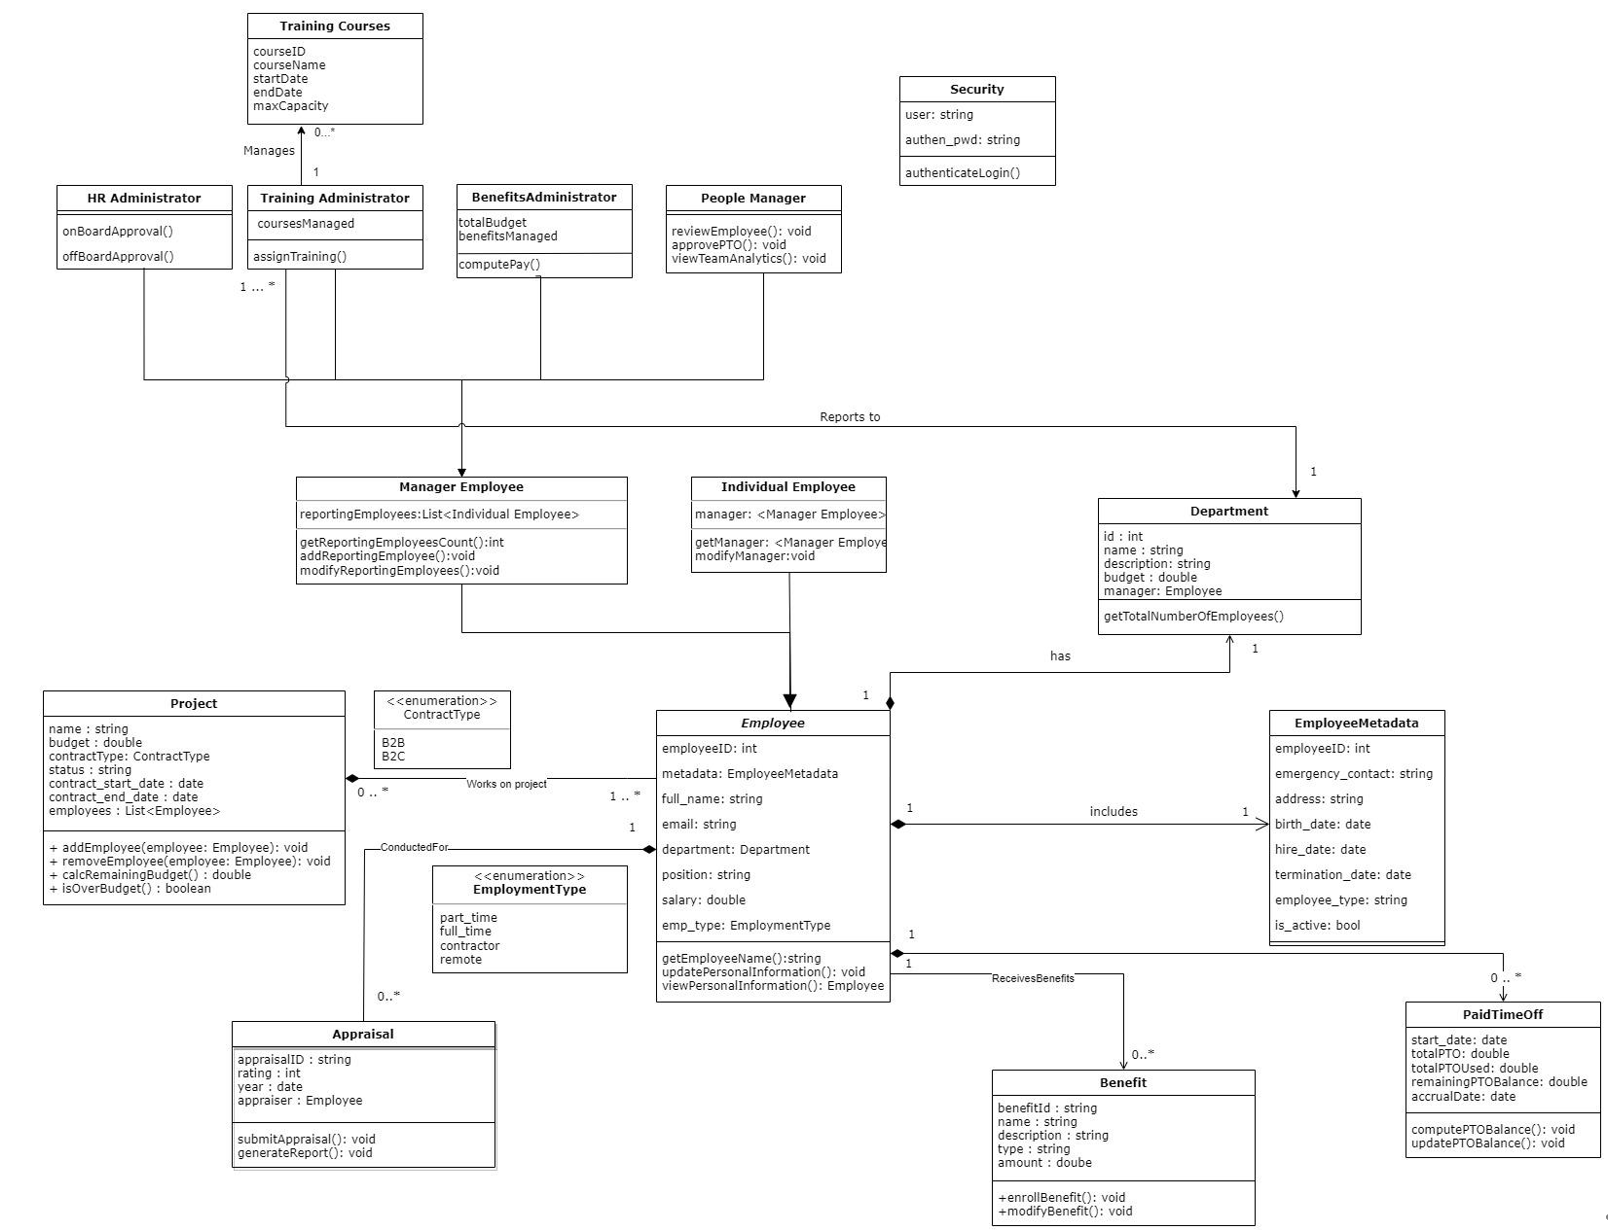 Training Courses
courseID
courseName
startDate
endDate
maxCapacity
0...*
Manages
1
Security
user: string
authen_pwd: string
authenticateLogin()
HR Administrator
onBoardApproval()
offBoardApproval()
Training Administrator
coursesManaged
assignTraining()
1 ... *
BenefitsAdministrator
totalBudget
benefitsManaged
computePay()
People Manager
reviewEmployee(): void
approvePTO(): void
viewTeamAnalytics(): void
Reports to
1
Manager Employee
reportingEmployees:List<Individual Employee>
getReportingEmployeesCount():int
addReportingEmployee():void
modifyReportingEmployees():void
Individual Employee
manager: <Manager Employee>
getManager: <Manager Employe
modifyManager:void
Department
id : int
name : string
description: string
budget : double
manager: Employee
getTotalNumberOfEmployees()
has
1
1
Project
name : string
budget : double
contractType: ContractType
status : string
contract_start_date : date
contract_end_date : date
employees : List<Employee>
+ addEmployee(employee: Employee): void
+ removeEmployee(employee: Employee): void
+ calcRemainingBudget() : double
+ isOverBudget() : boolean
<<enumeration>>
ContractType
B2B
B2C
Works on project
0 .. *
1 .. *
1
ConductedFor
<<enumeration>>
EmploymentType
part_time
full_time
contractor
remote
0..*
Employee
employeeID: int
metadata: EmployeeMetadata
full_name: string
email: string
department: Department
position: string
salary: double
emp_type: EmploymentType
getEmployeeName():string
updatePersonalInformation(): void
viewPersonalInformation(): Employee
1
includes
1
EmployeeMetadata
employeeID: int
emergency_contact: string
address: string
birth_date: date
hire_date: date
termination_date: date
employee_type: string
is_active: bool
1
1
ReceivesBenefits
0 .. *
0..*
Appraisal
appraisalID : string
rating : int
year : date
appraiser : Employee
submitAppraisal(): void
generateReport(): void
Benefit
benefitId : string
name : string
description : string
type : string
amount : doube
+enrollBenefit(): void
+modifyBenefit(): void
PaidTimeOff
start_date: date
totalPTO: double
totalPTOUsed: double
remainingPTOBalance: double
accrualDate: date
computePTOBalance(): void
updatePTOBalance(): void